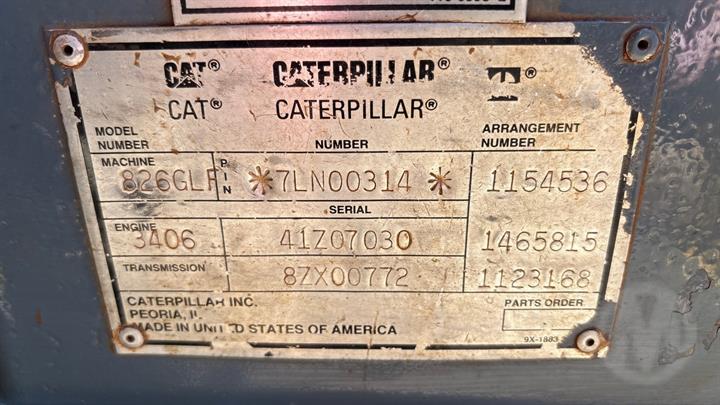 CAT® CATERPILLAR® ®
CAT® CATERPILLAR®
MODEL NUMBER NUMBER ARRANGEMENT NUMBER
MACHINE 826GLF PIN *7LN00314* 1154536
SERIAL
ENGINE 3406 41Z07030 1465815
TRANSMISSION 8ZX00772 1123168
CATERPILLAR INC. PARTS ORDER
PEORIA, IL
MADE IN UNITED STATES OF AMERICA 9X-1883